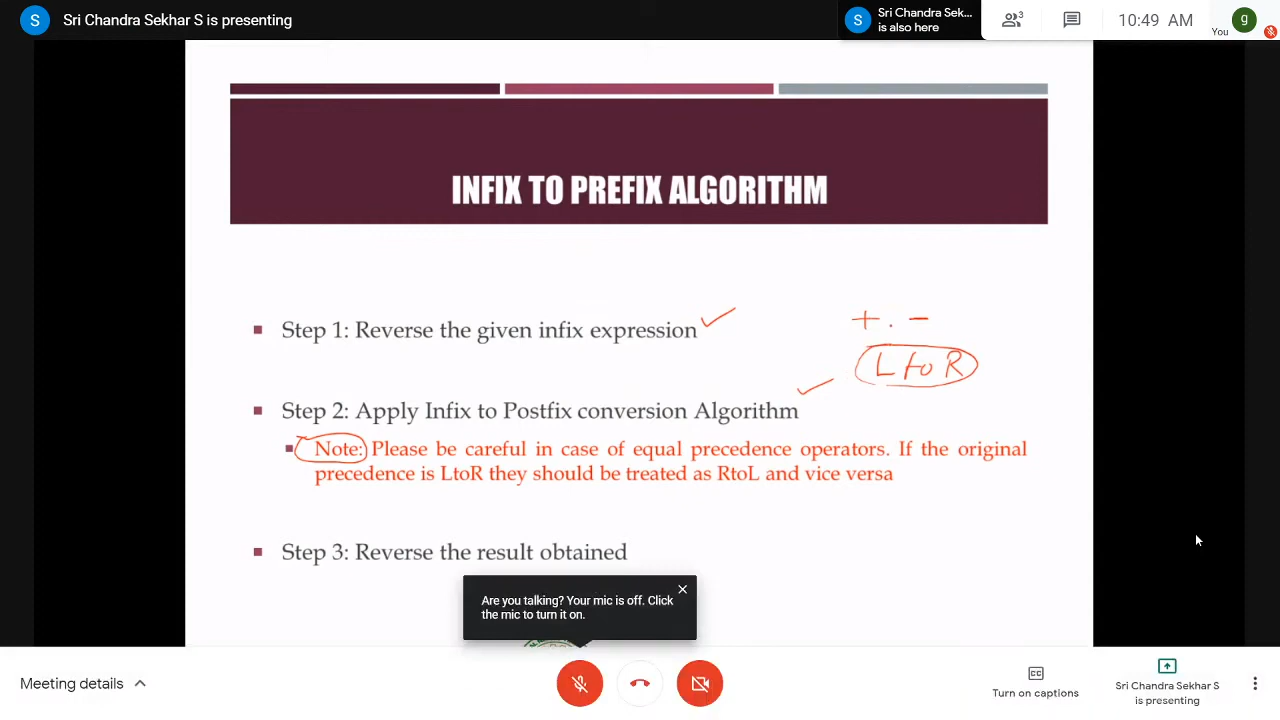 S Sri Chandra Sekhar S is presenting
S Sri Chandra Sek...
is also here
3
10:49 AM
You
g
INFIX TO PREFIX ALGORITHM
Step 1: Reverse the given infix expression
+. -
L to R
Step 2: Apply Infix to Postfix conversion Algorithm
Note: Please be careful in case of equal precedence operators. If the original
precedence is LtoR they should be treated as RtoL and vice versa
Step 3: Reverse the result obtained
Are you talking? Your mic is off. Click
the mic to turn it on.
Meeting details
CC
Turn on captions
Sri Chandra Sekhar S
is presenting